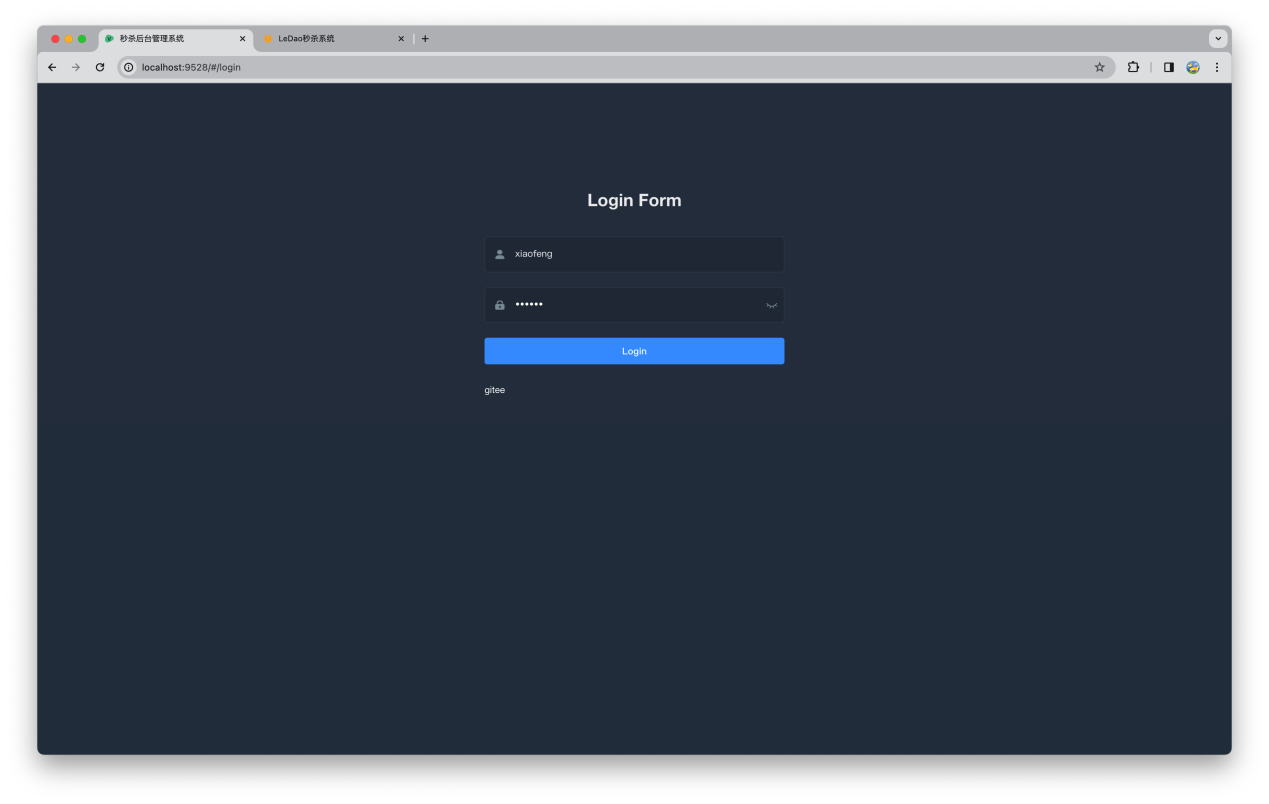 秒杀后台管理系统
LeDao秒杀系统
localhost:9528/#/login
Login Form
xiaofeng
••••••
Login
gitee